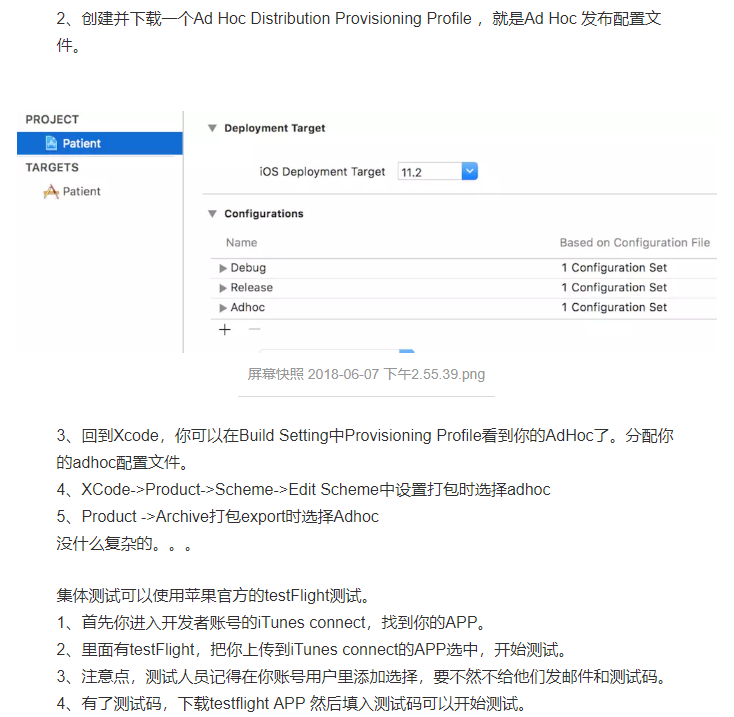 2、创建并下载一个Ad Hoc Distribution Provisioning Profile ，就是Ad Hoc 发布配置文
件。
PROJECT
Patient
TARGETS
Patient
Deployment Target
iOS Deployment Target 11.2
Configurations
Name Based on Configuration File
Debug 1 Configuration Set
Release 1 Configuration Set
Adhoc 1 Configuration Set
屏幕快照 2018-06-07 下午2.55.39.png
3、回到Xcode，你可以在Build Setting中Provisioning Profile看到你的AdHoc了。分配你
的adhoc配置文件。
4、XCode->Product->Scheme->Edit Scheme中设置打包时选择adhoc
5、Product ->Archive打包export时选择Adhoc
没什么复杂的。。。
集体测试可以使用苹果官方的testFlight测试。
1、首先你进入开发者账号的iTunes connect，找到你的APP。
2、里面有testFlight，把你上传到iTunes connect的APP选中，开始测试。
3、注意点，测试人员记得在你账号用户里添加选择，要不然不给他们发邮件和测试码。
4、有了测试码，下载testflight APP 然后填入测试码可以开始测试。